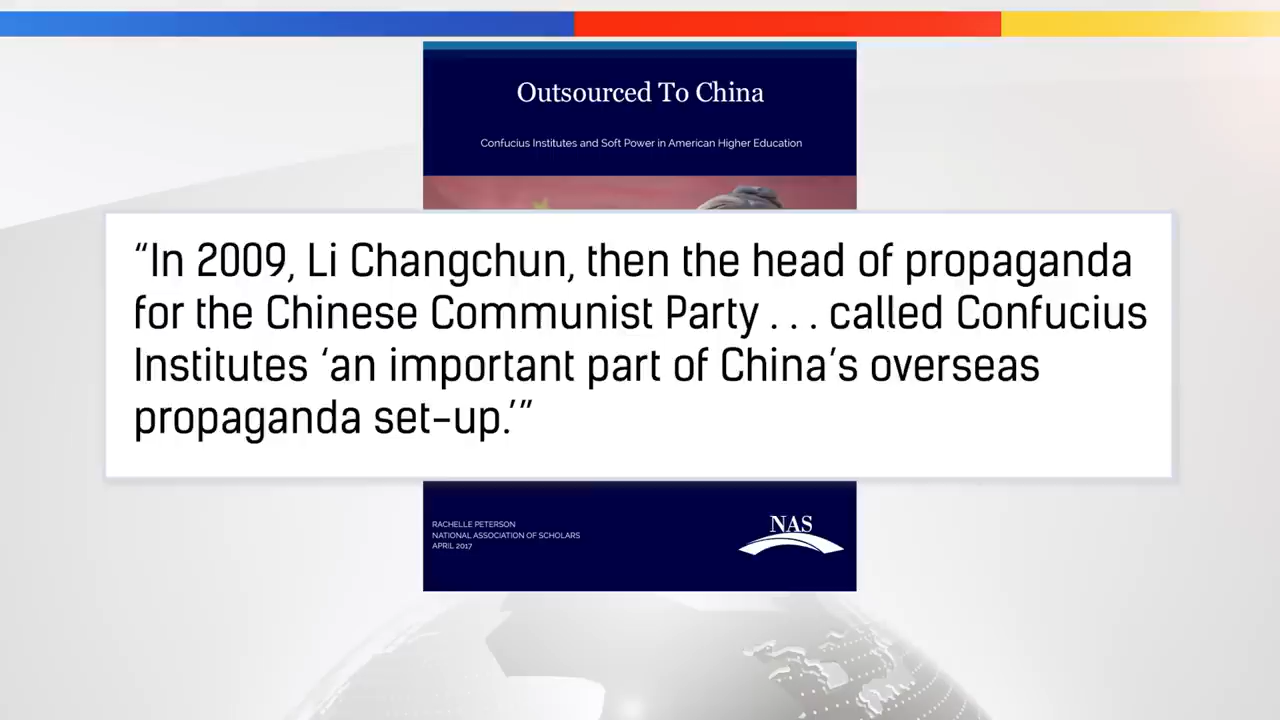 Outsourced To China
Confucius Institutes and Soft Power in American Higher Education
“In 2009, Li Changchun, then the head of propaganda
for the Chinese Communist Party . . . called Confucius
Institutes ‘an important part of China’s overseas
propaganda set-up.’”
RACHELLE PETERSON
NATIONAL ASSOCIATION OF SCHOLARS
APRIL 2017
NAS